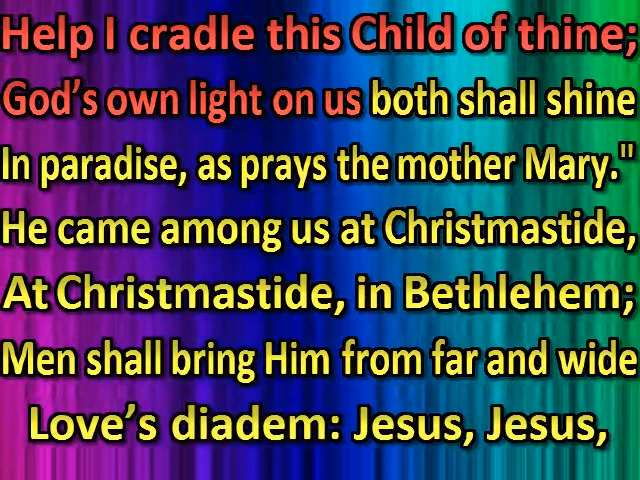 Help I cradle this Child of thine;
God’s own light on us both shall shine
In paradise, as prays the mother Mary."
He came among us at Christmastide,
At Christmastide, in Bethlehem;
Men shall bring Him from far and wide
Love’s diadem: Jesus, Jesus,